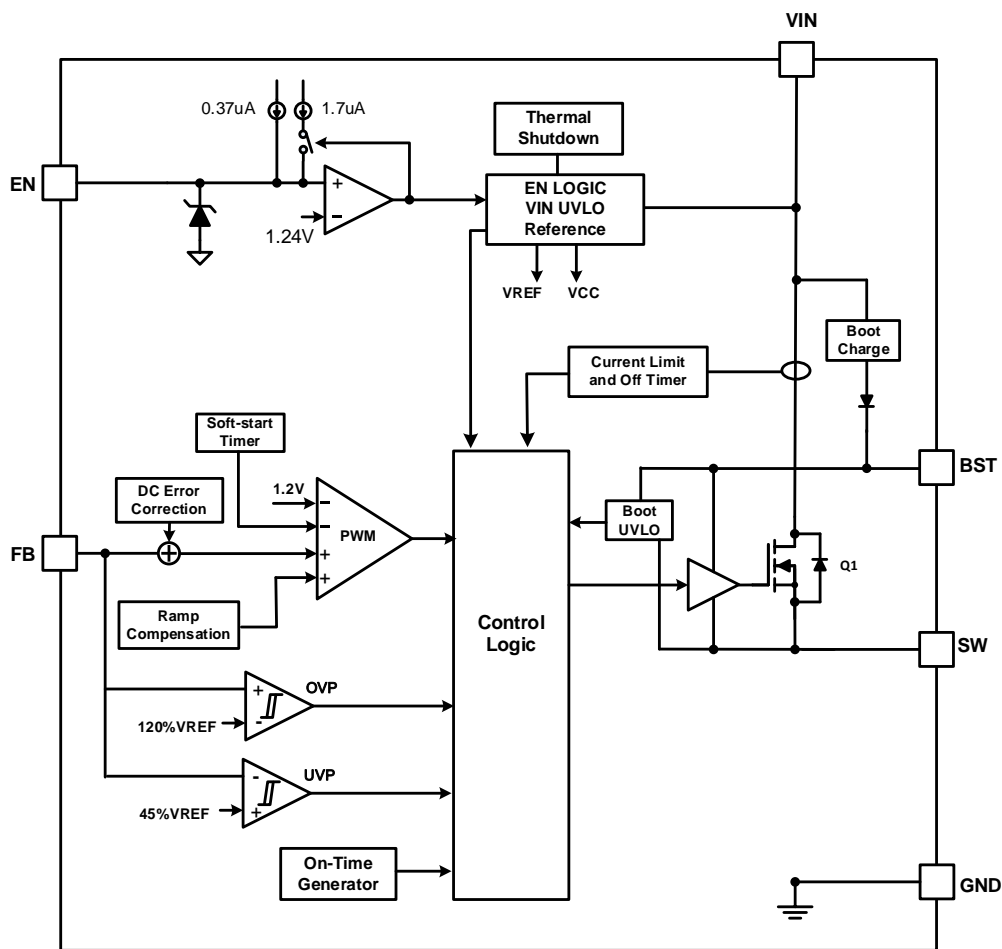 VIN
0.37uA
1.7uA
Thermal
Shutdown
EN
+
-
1.24V
EN LOGIC
VIN UVLO
Reference
VREF
VCC
Boot
Charge
Current Limit
and Off Timer
Soft-start
Timer
BST
1.2V
DC Error
Correction
-
-
PWM
+
+
FB
Boot
UVLO
Q1
Ramp
Compensation
Control
Logic
SW
OVP
+
-
120%VREF
UVP
-
+
45%VREF
On-Time
Generator
GND